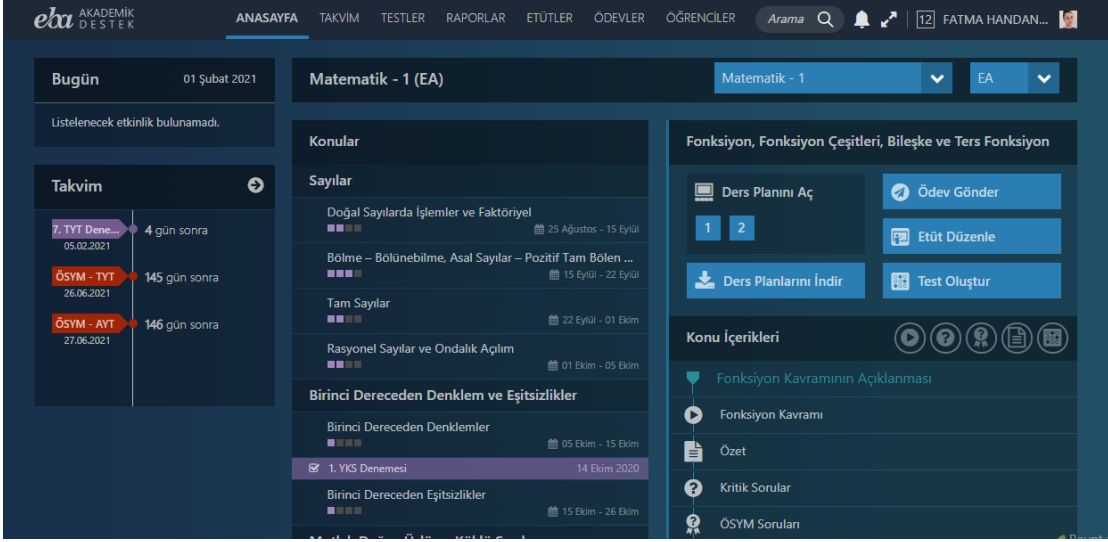 eba AKADEMİK DESTEK
ANASAYFA TAKVİM TESTLER RAPORLAR ETÜTLER ÖDEVLER ÖĞRENCİLER Arama 12 FATMA HANDAN...
Bugün 01 Şubat 2021
Listelenecek etkinlik bulunamadı.
Takvim
7. TYT Dene... 4 gün sonra
05.02.2021
ÖSYM - TYT 145 gün sonra
26.06.2021
ÖSYM - AYT 146 gün sonra
27.06.2021
Matematik - 1 (EA) Matematik - 1 EA
Konular
Sayılar
Doğal Sayılarda İşlemler ve Faktöriyel
25 Ağustos - 15 Eylül
Bölme – Bölünebilme, Asal Sayılar – Pozitif Tam Bölen ...
15 Eylül - 22 Eylül
Tam Sayılar
22 Eylül - 01 Ekim
Rasyonel Sayılar ve Ondalık Açılım
01 Ekim - 05 Ekim
Birinci Dereceden Denklem ve Eşitsizlikler
Birinci Dereceden Denklemler
05 Ekim - 15 Ekim
1. YKS Denemesi 14 Ekim 2020
Birinci Dereceden Eşitsizlikler
15 Ekim - 26 Ekim
Fonksiyon, Fonksiyon Çeşitleri, Bileşke ve Ters Fonksiyon
Ders Planını Aç
1 2
Ders Planlarını İndir
Ödev Gönder
Etüt Düzenle
Test Oluştur
Konu İçerikleri
Fonksiyon Kavramının Açıklanması
Fonksiyon Kavramı
Özet
Kritik Sorular
ÖSYM Soruları